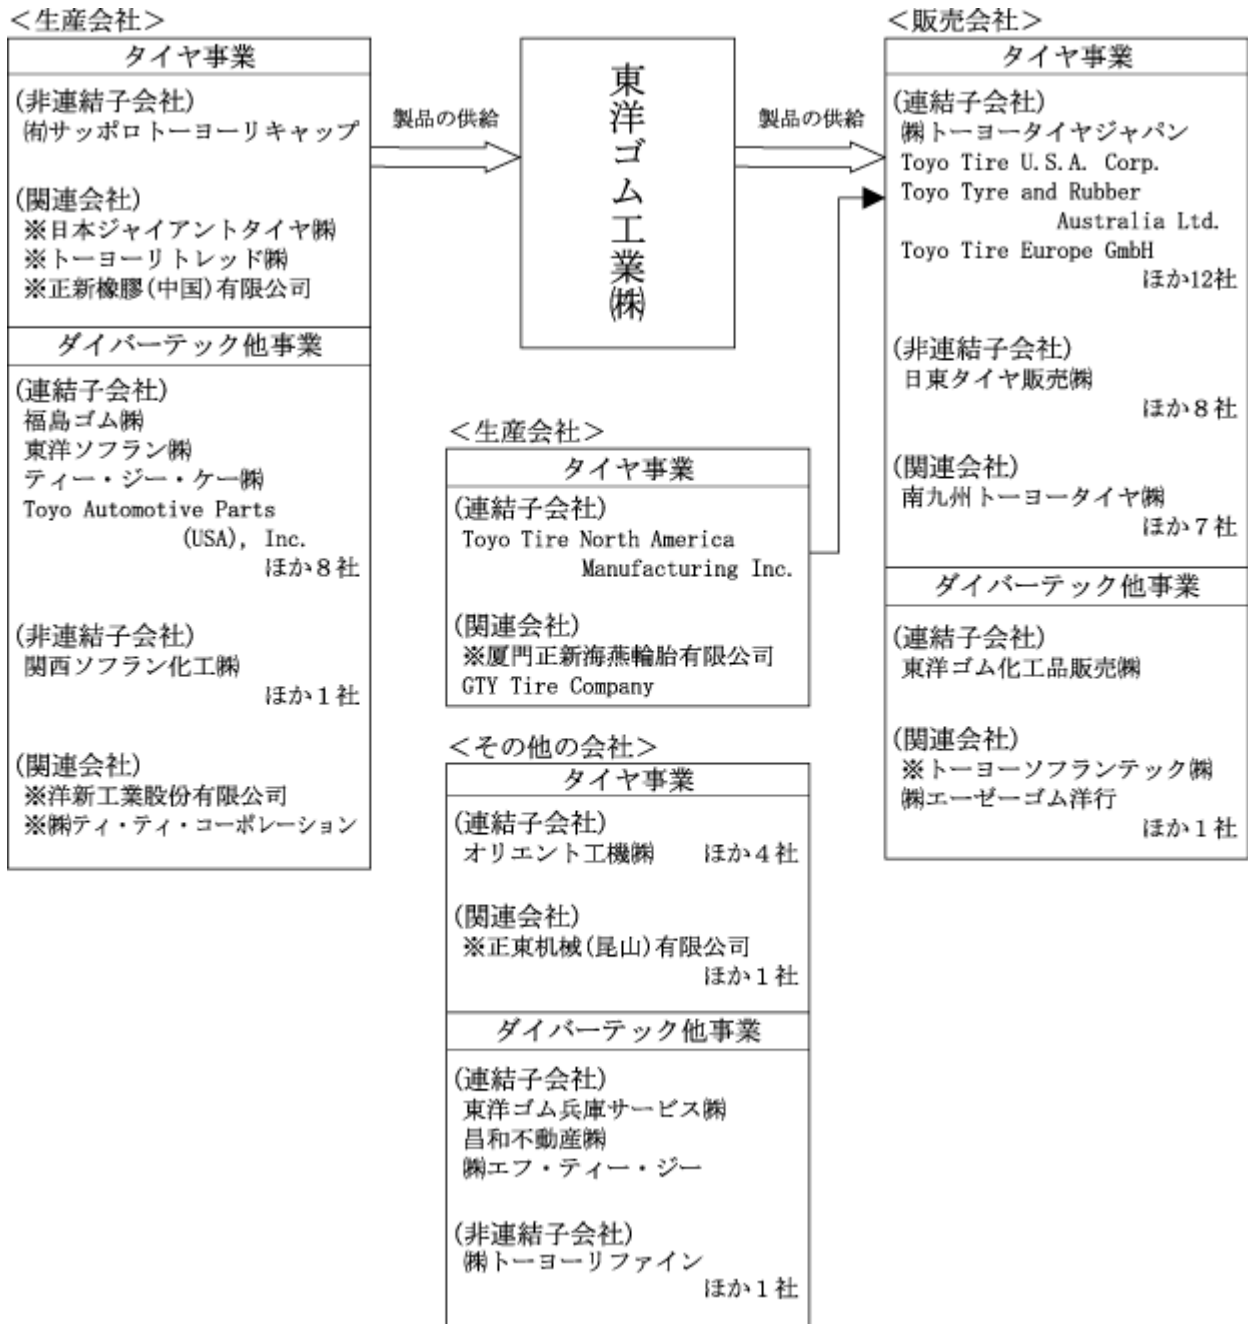 ＜生産会社＞
タイヤ事業
(非連結子会社)
㈲サッポロトーヨーリキャップ
(関連会社)
※日本ジャイアントタイヤ㈱
※トーヨーリトレッド㈱
※正新橡膠(中国)有限公司
ダイバーテック他事業
(連結子会社)
福島ゴム㈱
東洋ソフラン㈱
ティー・ジー・ケー㈱
Toyo Automotive Parts
(USA), Inc.
ほか８社
(非連結子会社)
関西ソフラン化工㈱
ほか１社
(関連会社)
※洋新工業股份有限公司
※㈱ティ・ティ・コーポレーション
製品の供給
東洋ゴム工業㈱
製品の供給
＜生産会社＞
タイヤ事業
(連結子会社)
Toyo Tire North America
Manufacturing Inc.
(関連会社)
※厦門正新海燕輪胎有限公司
GTY Tire Company
＜その他の会社＞
タイヤ事業
(連結子会社)
オリエント工機㈱　ほか４社
(関連会社)
※正東机械(昆山)有限公司
ほか１社
ダイバーテック他事業
(連結子会社)
東洋ゴム兵庫サービス㈱
昌和不動産㈱
㈱エフ・ティー・ジー
(非連結子会社)
㈱トーヨーリファイン
ほか１社
＜販売会社＞
タイヤ事業
(連結子会社)
㈱トーヨータイヤジャパン
Toyo Tire U.S.A. Corp.
Toyo Tyre and Rubber
Australia Ltd.
Toyo Tire Europe GmbH
ほか12社
(非連結子会社)
日東タイヤ販売㈱
ほか８社
(関連会社)
南九州トーヨータイヤ㈱
ほか７社
ダイバーテック他事業
(連結子会社)
東洋ゴム化工品販売㈱
(関連会社)
※トーヨーソフランテック㈱
㈱エーゼーゴム洋行
ほか１社